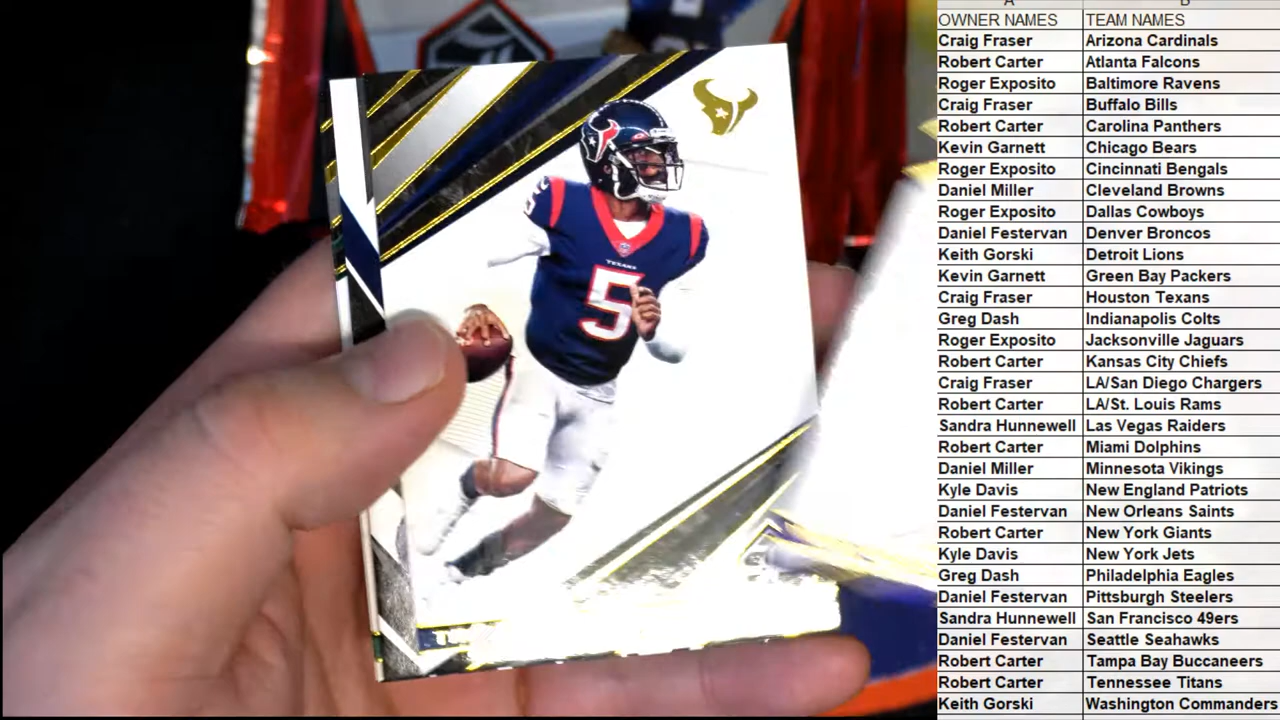 A B
OWNER NAMES TEAM NAMES
Craig Fraser Arizona Cardinals
Robert Carter Atlanta Falcons
Roger Exposito Baltimore Ravens
Craig Fraser Buffalo Bills
Robert Carter Carolina Panthers
Kevin Garnett Chicago Bears
Roger Exposito Cincinnati Bengals
Daniel Miller Cleveland Browns
Roger Exposito Dallas Cowboys
Daniel Festervan Denver Broncos
Keith Gorski Detroit Lions
Kevin Garnett Green Bay Packers
Craig Fraser Houston Texans
Greg Dash Indianapolis Colts
Roger Exposito Jacksonville Jaguars
Robert Carter Kansas City Chiefs
Craig Fraser LA/San Diego Chargers
Robert Carter LA/St. Louis Rams
Sandra Hunnewell Las Vegas Raiders
Robert Carter Miami Dolphins
Daniel Miller Minnesota Vikings
Kyle Davis New England Patriots
Daniel Festervan New Orleans Saints
Robert Carter New York Giants
Kyle Davis New York Jets
Greg Dash Philadelphia Eagles
Daniel Festervan Pittsburgh Steelers
Sandra Hunnewell San Francisco 49ers
Daniel Festervan Seattle Seahawks
Robert Carter Tampa Bay Buccaneers
Robert Carter Tennessee Titans
Keith Gorski Washington Commanders
5
TEXANS
5